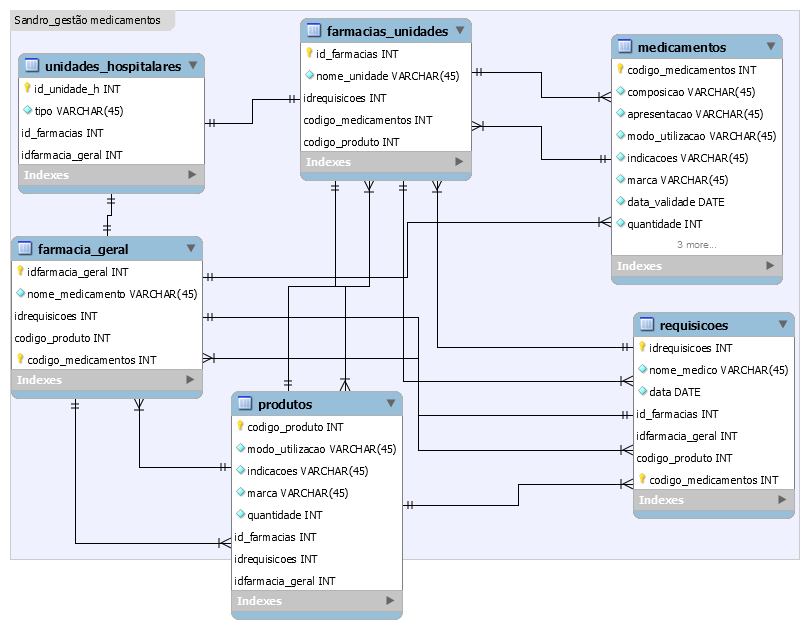 Sandro_gestão medicamentos
unidades_hospitalares
id_unidade_h INT
tipo VARCHAR(45)
id_farmacias INT
idfarmacia_geral INT
Indexes
farmacias_unidades
id_farmacias INT
nome_unidade VARCHAR(45)
idrequisicoes INT
codigo_medicamentos INT
codigo_produto INT
Indexes
medicamentos
codigo_medicamentos INT
composicao VARCHAR(45)
apresentacao VARCHAR(45)
modo_utilizacao VARCHAR(45)
indicacoes VARCHAR(45)
marca VARCHAR(45)
data_validade DATE
quantidade INT
3 more...
Indexes
farmacia_geral
idfarmacia_geral INT
nome_medicamento VARCHAR(45)
idrequisicoes INT
codigo_produto INT
codigo_medicamentos INT
Indexes
produtos
codigo_produto INT
modo_utilizacao VARCHAR(45)
indicacoes VARCHAR(45)
marca VARCHAR(45)
quantidade INT
id_farmacias INT
idrequisicoes INT
idfarmacia_geral INT
Indexes
requisicoes
idrequisicoes INT
nome_medico VARCHAR(45)
data DATE
id_farmacias INT
idfarmacia_geral INT
codigo_produto INT
codigo_medicamentos INT
Indexes